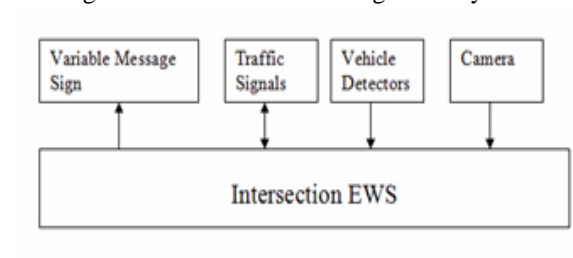 Variable Message
Sign
Traffic
Signals
Vehicle
Detectors
Camera
Intersection EWS